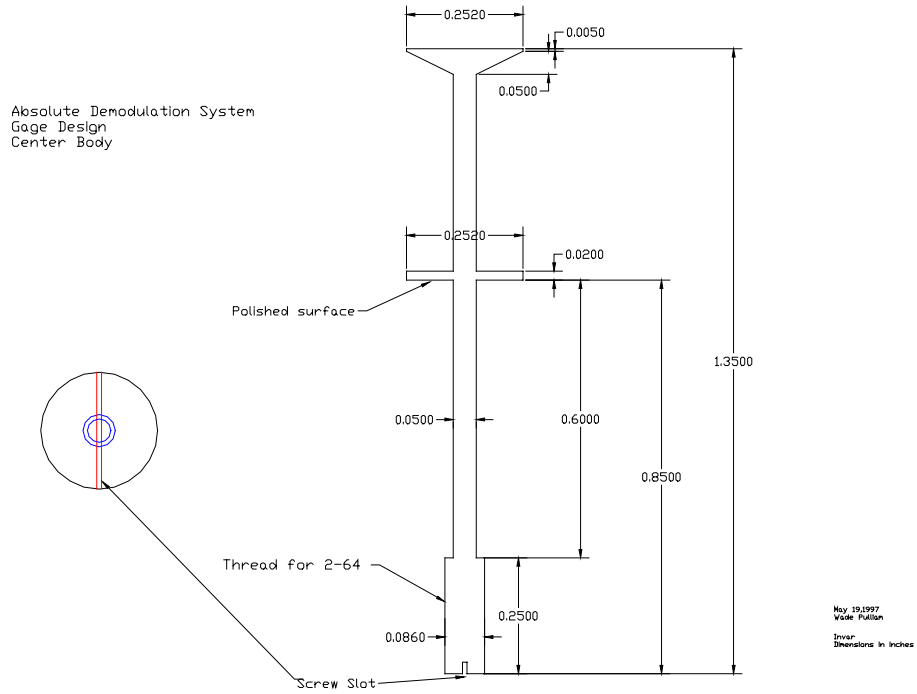 0.2520
0.0050
0.0500
Absolute Demodulation System
Gage Design
Center Body
0.2520
0.0200
Polished surface
1.3500
0.0500
0.6000
0.8500
Thread for 2-64
0.2500
0.0860
May 19,1997
Wade Pulliam
Invar
Dimensions in inches
Screw Slot